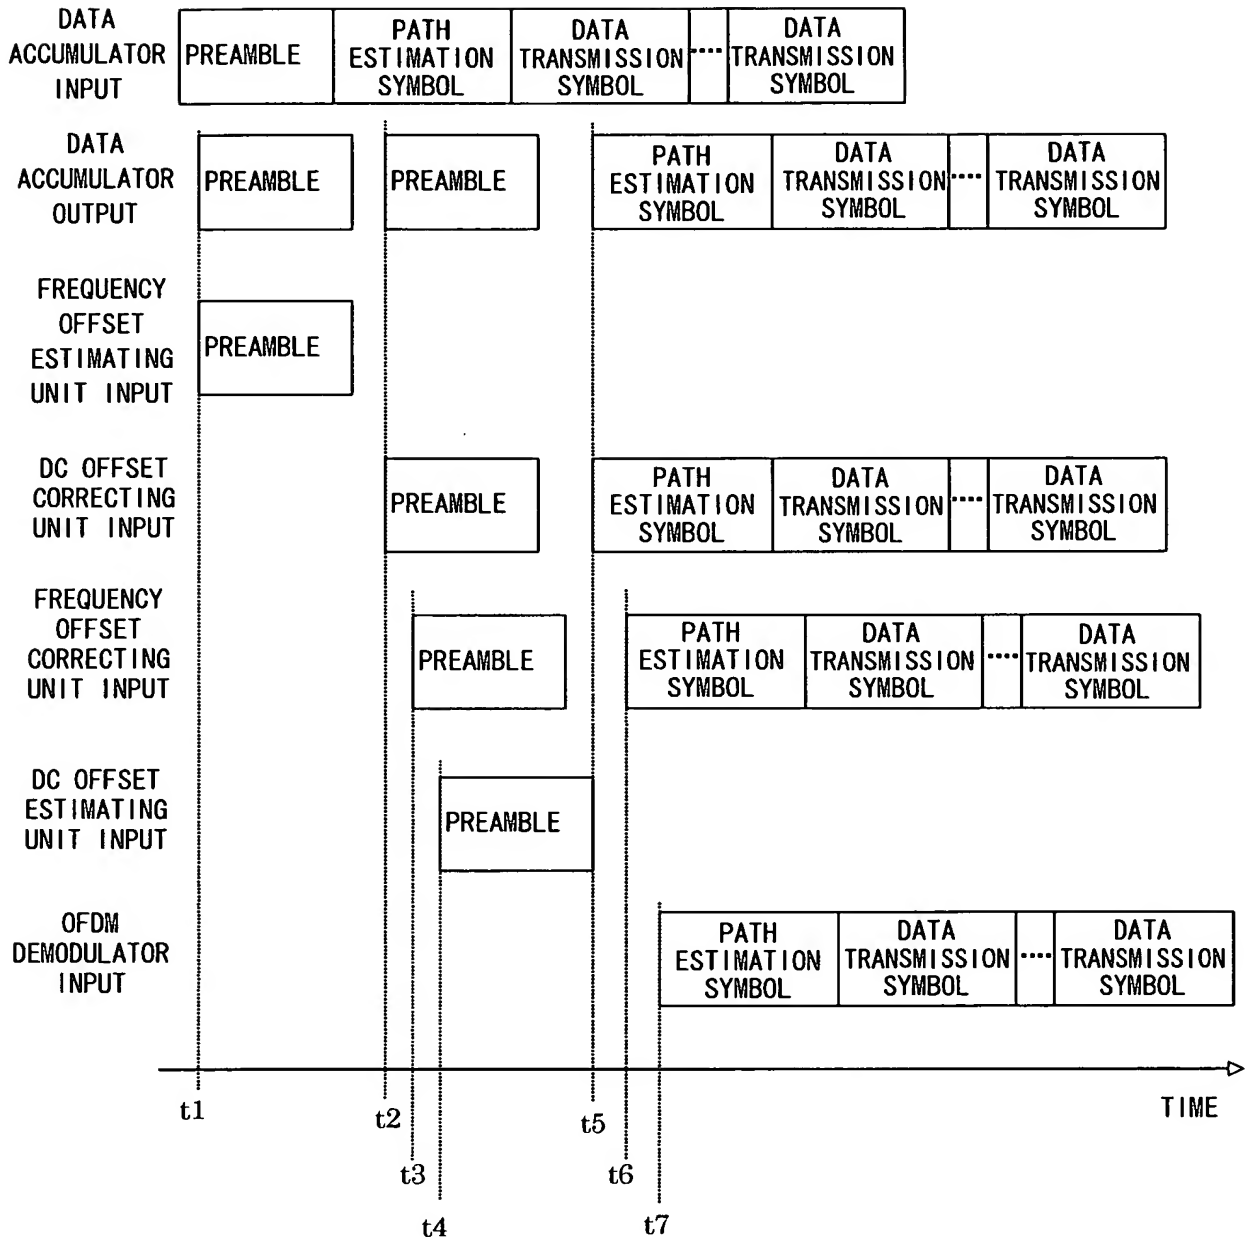 DATA
ACCUMULATOR
INPUT
PREAMBLE
PATH
ESTIMATION
SYMBOL
DATA
TRANSMISSION
SYMBOL
DATA
TRANSMISSION
SYMBOL
DATA
ACCUMULATOR
OUTPUT
PREAMBLE
PREAMBLE
PATH
ESTIMATION
SYMBOL
DATA
TRANSMISSION
SYMBOL
DATA
TRANSMISSION
SYMBOL
FREQUENCY
OFFSET
ESTIMATING
UNIT INPUT
PREAMBLE
DC OFFSET
CORRECTING
UNIT INPUT
PREAMBLE
PATH
ESTIMATION
SYMBOL
DATA
TRANSMISSION
SYMBOL
DATA
TRANSMISSION
SYMBOL
FREQUENCY
OFFSET
CORRECTING
UNIT INPUT
PREAMBLE
PATH
ESTIMATION
SYMBOL
DATA
TRANSMISSION
SYMBOL
DATA
TRANSMISSION
SYMBOL
DC OFFSET
ESTIMATING
UNIT INPUT
PREAMBLE
OFDM
DEMODULATOR
INPUT
PATH
ESTIMATION
SYMBOL
DATA
TRANSMISSION
SYMBOL
DATA
TRANSMISSION
SYMBOL
t1
t2
t3
t4
t5
t6
t7
TIME